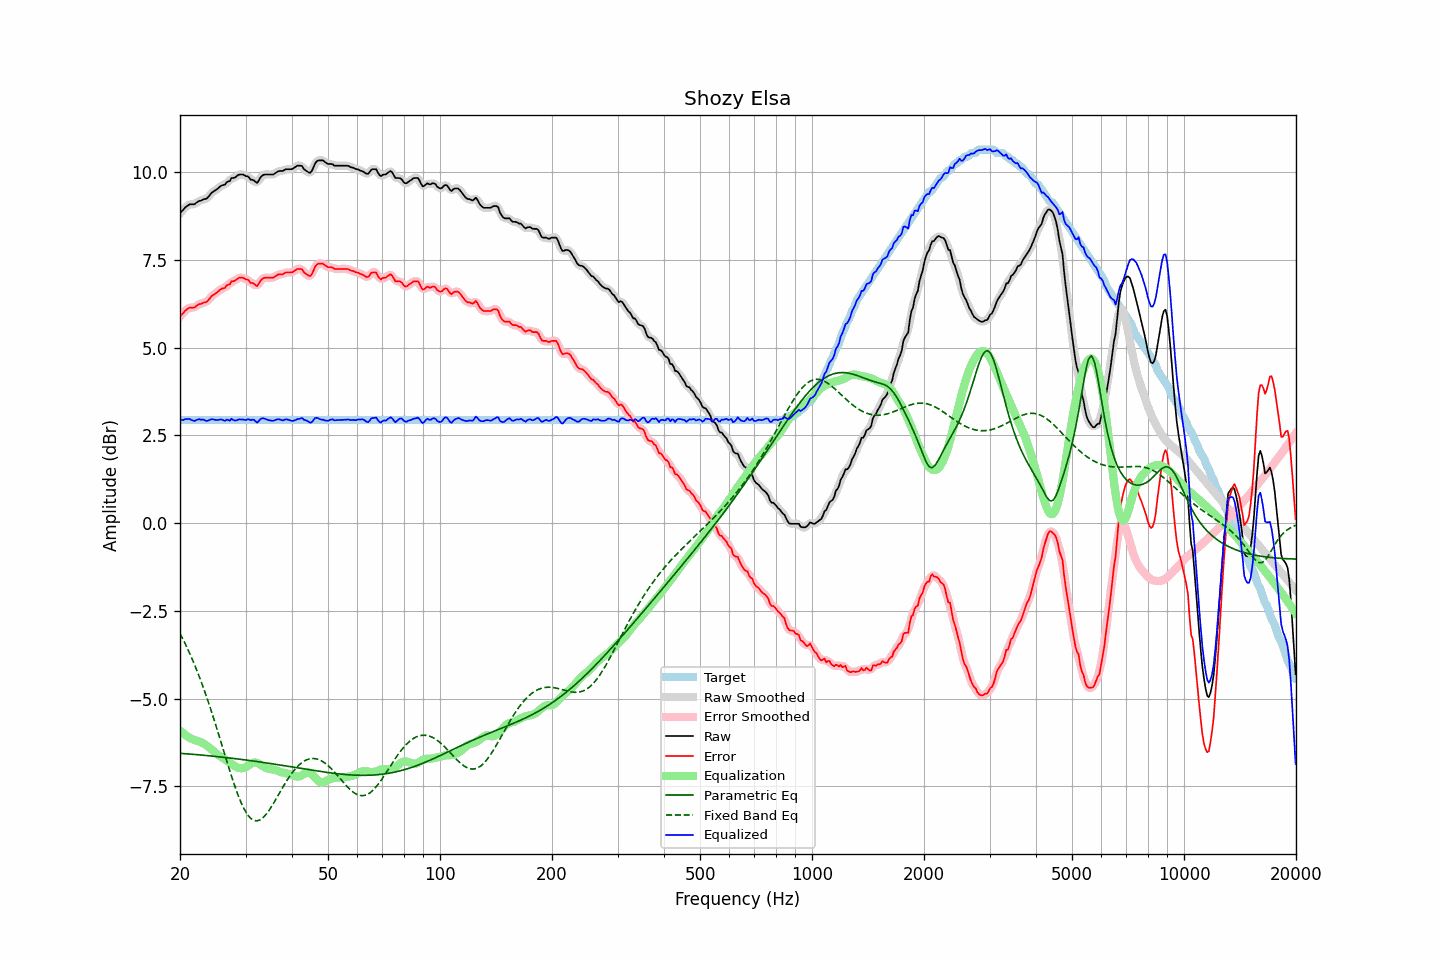 Shozy Elsa
Amplitude (dBr)
10.0
7.5
5.0
2.5
0.0
−2.5
−5.0
−7.5
Target
Raw Smoothed
Error Smoothed
Raw
Error
Equalization
Parametric Eq
Fixed Band Eq
Equalized
20 50 100 200 500 1000 2000 5000 10000 20000
Frequency (Hz)